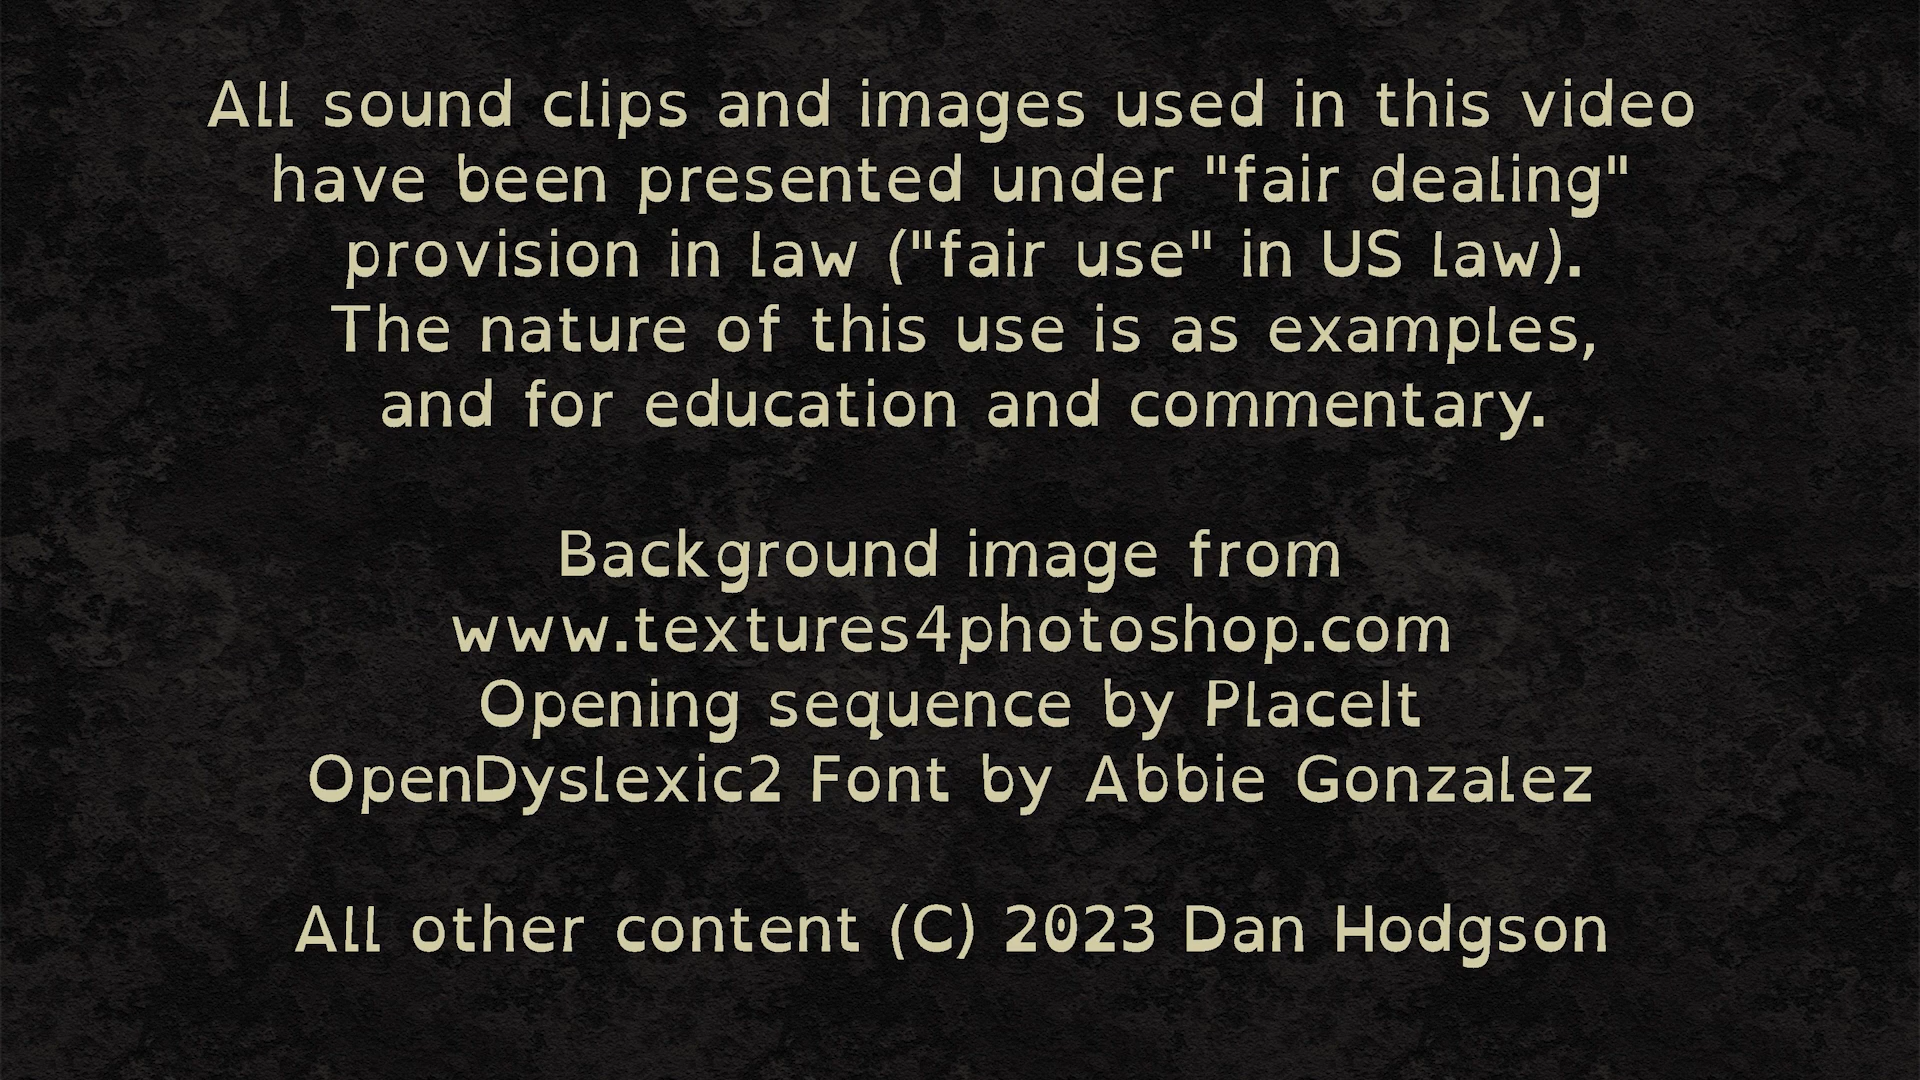 All sound clips and images used in this video
have been presented under "fair dealing"
provision in law ("fair use" in US law).
The nature of this use is as examples,
and for education and commentary.
Background image from
www.textures4photoshop.com
Opening sequence by PlaceIt
OpenDyslexic2 Font by Abbie Gonzalez
All other content (C) 2023 Dan Hodgson